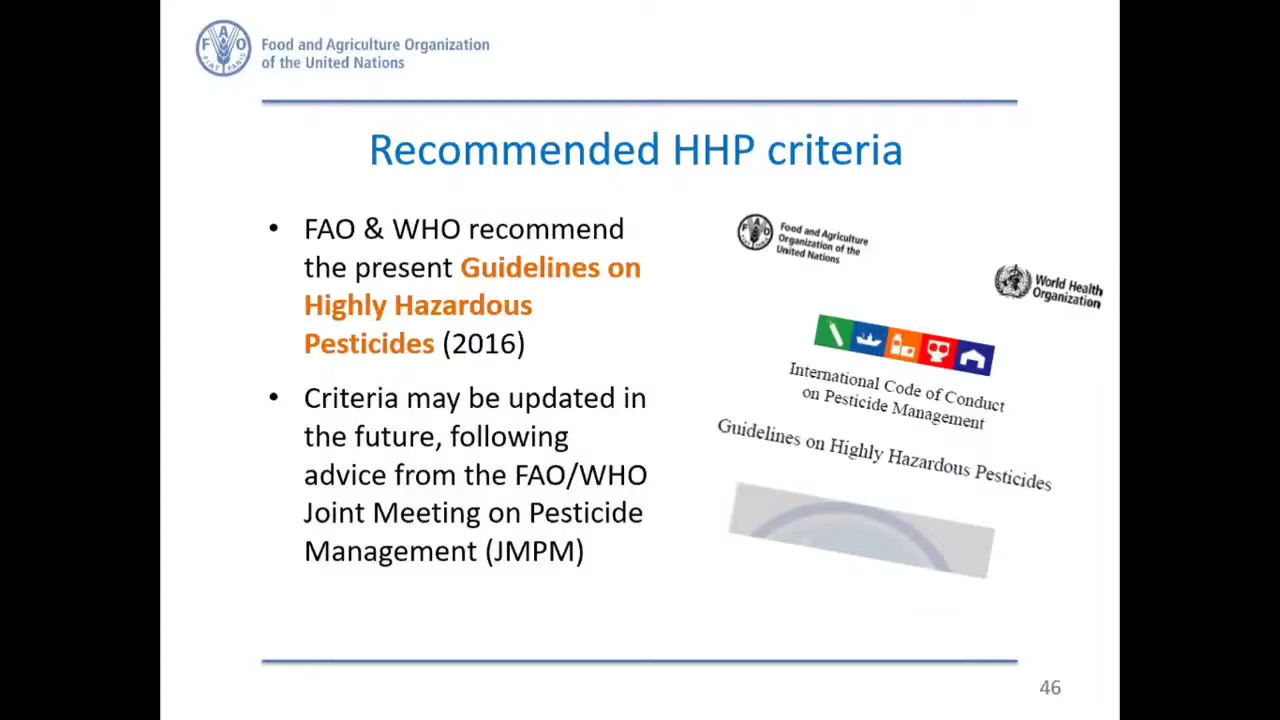 Food and Agriculture Organization
of the United Nations
Recommended HHP criteria
• FAO & WHO recommend
the present Guidelines on
Highly Hazardous
Pesticides (2016)
• Criteria may be updated in
the future, following
advice from the FAO/WHO
Joint Meeting on Pesticide
Management (JMPM)
Food and Agriculture
Organization of the
United Nations
World Health
Organization
International Code of Conduct
on Pesticide Management
Guidelines on Highly Hazardous Pesticides
46